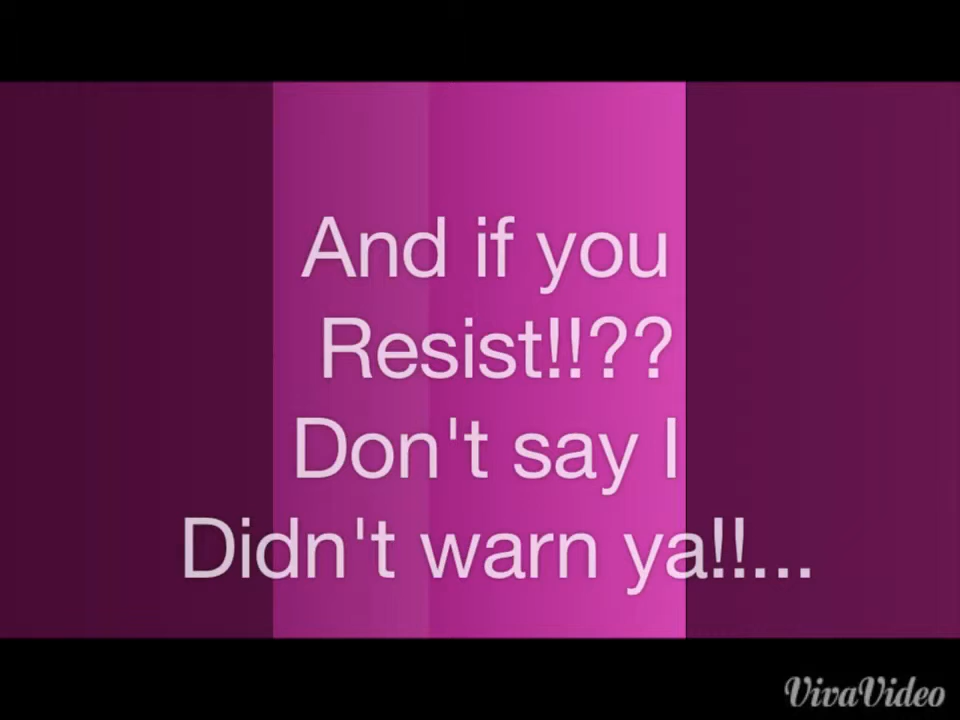 And if you
Resist!!??
Don't say I
Didn't warn ya!!...
VivaVideo